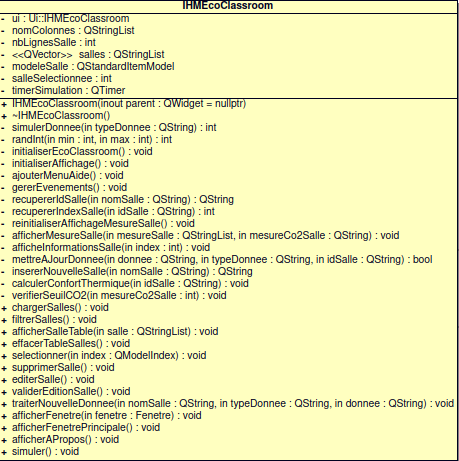 IHMEcoClassroom
- ui : Ui::IHMEcoClassroom
- nomColonnes : QStringList
- nbLignesSalle : int
- <<QVector>> salles : QStringList
- modeleSalle : QStandardItemModel
- salleSelectionnee : int
- timerSimulation : QTimer
+ IHMEcoClassroom(inout parent : QWidget = nullptr)
+ ~IHMEcoClassroom()
- simulerDonnee(in typeDonnee : QString) : int
- randInt(in min : int, in max : int) : int
- initialiserEcoClassroom() : void
- initialiserAffichage() : void
- ajouterMenuAide() : void
- gererEvenements() : void
- recupererIdSalle(in nomSalle : QString) : QString
- recupererIndexSalle(in idSalle : QString) : int
- reinitialiserAffichageMesureSalle() : void
- afficherMesureSalle(in mesureSalle : QStringList, in mesureCo2Salle : QString) : void
- afficheInformationsSalle(in index : int) : void
- mettreAJourDonnee(in donnee : QString, in typeDonnee : QString, in idSalle : QString) : bool
- insererNouvelleSalle(in nomSalle : QString) : QString
- calculerConfortThermique(in idSalle : QString) : void
- verifierSeuilCO2(in mesureCo2Salle : int) : void
+ chargerSalles() : void
+ filtrerSalles() : void
+ afficherSalleTable(in salle : QStringList) : void
+ effacerTableSalles() : void
+ selectionner(in index : QModelIndex) : void
+ supprimerSalle() : void
+ editerSalle() : void
+ validerEditionSalle() : void
+ traiterNouvelleDonnee(in nomSalle : QString, in typeDonnee : QString, in donnee : QString) : void
+ afficherFenetre(in fenetre : Fenetre) : void
+ afficherFenetrePrincipale() : void
+ afficherAPropos() : void
+ simuler() : void